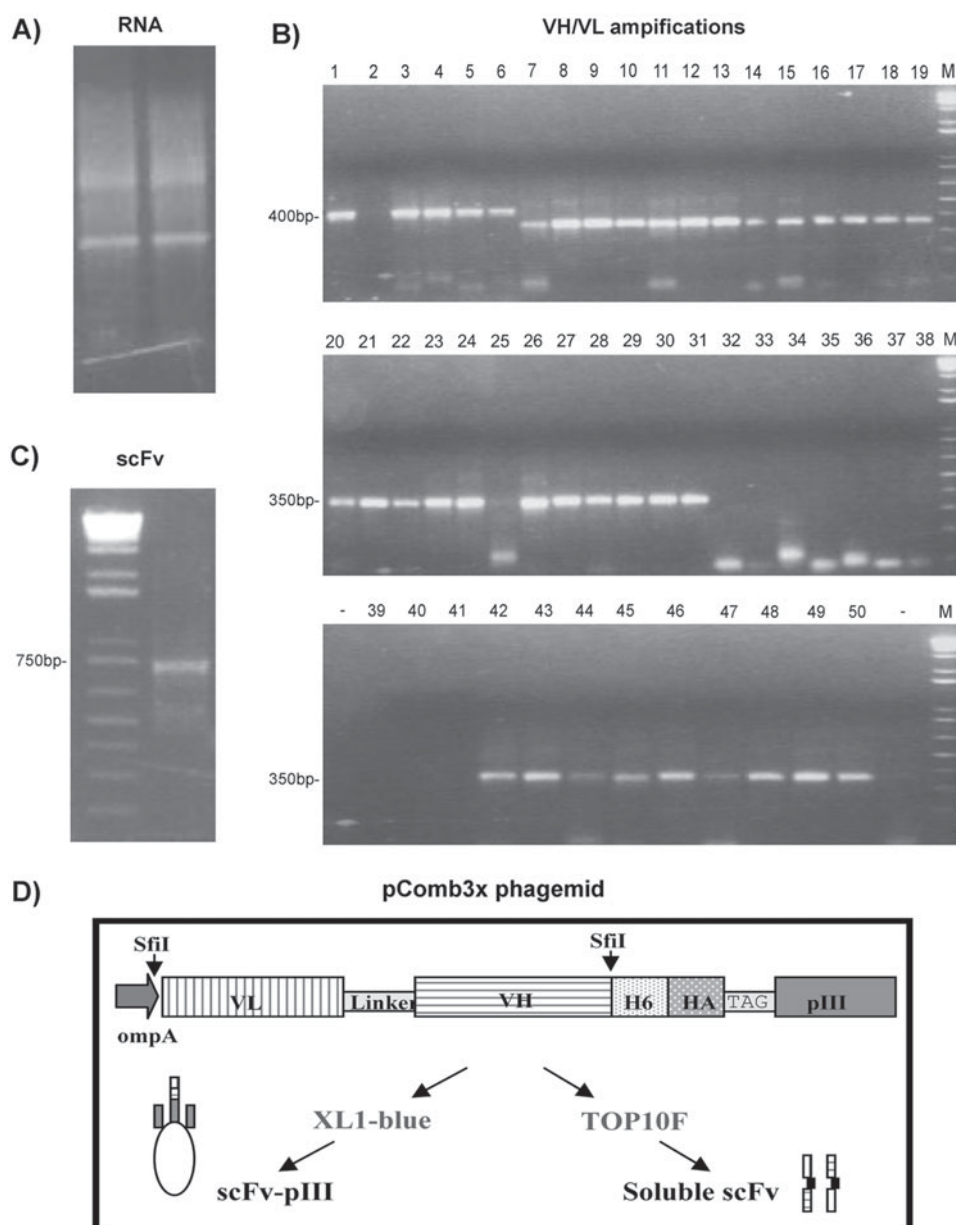 A)
RNA
B)
VH/VL ampifications
1 2 3 4 5 6 7 8 9 10 11 12 13 14 15 16 17 18 19 M
400bp-
20 21 22 23 24 25 26 27 28 29 30 31 32 33 34 35 36 37 38 M
350bp-
C)
scFv
750bp-
- 39 40 41 42 43 44 45 46 47 48 49 50 - M
350bp-
D)
pComb3x phagemid
SfiI SfiI
VL Linker VH H6 HA TAG pIII
ompA
XL1-blue TOP10F
scFv-pIII Soluble scFv